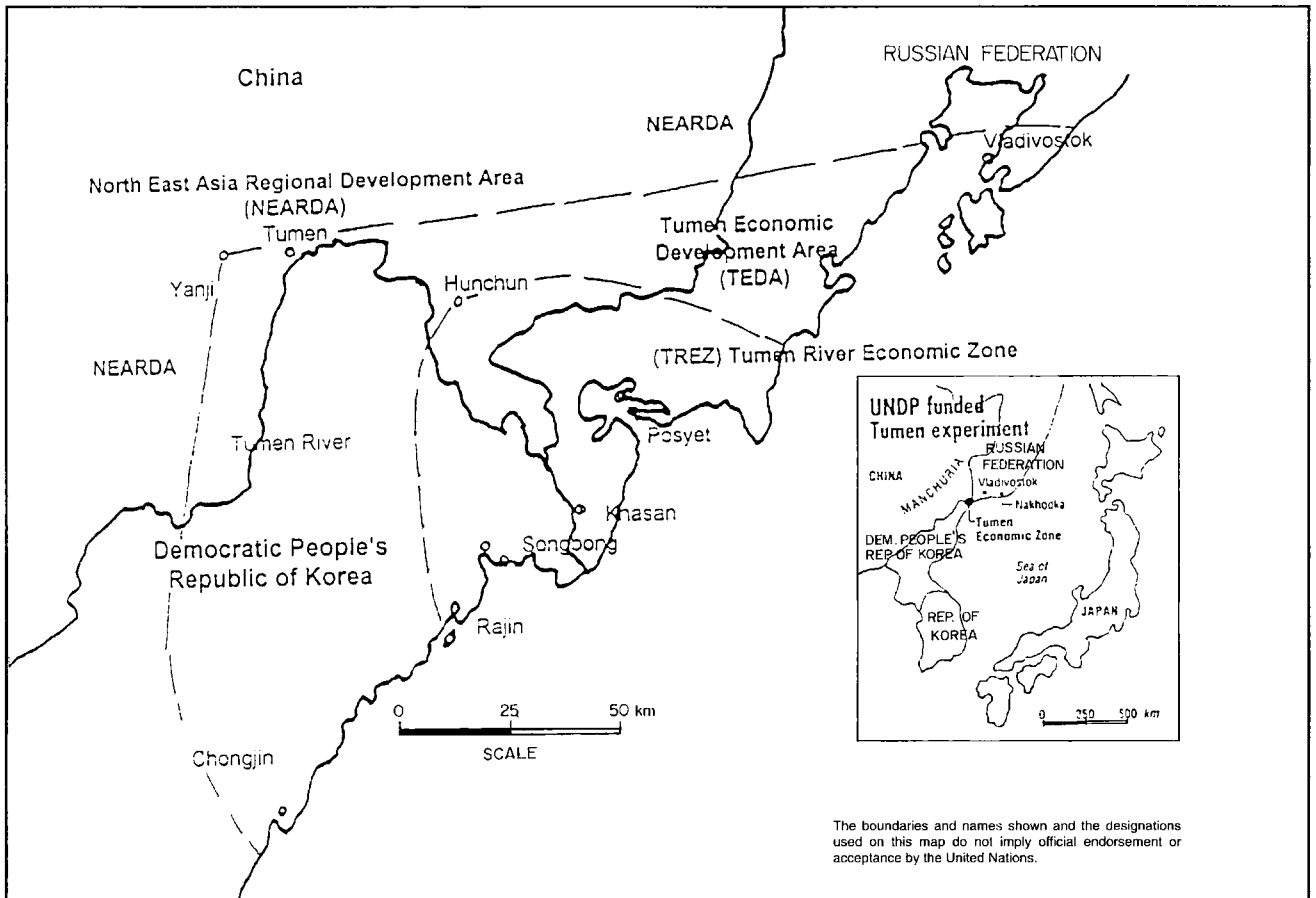 China
RUSSIAN FEDERATION
NEARDA
Vladivostok
North East Asia Regional Development Area
(NEARDA)
Tumen
Tumen Economic
Development Area
(TEDA)
Yanji
Hunchun
NEARDA
(TREZ) Tumen River Economic Zone
Tumen River
Posyet
Khasan
Songbong
Democratic People's
Republic of Korea
Rajin
0 25 50 km
SCALE
Chongjin
UNDP funded
Tumen experiment
RUSSIAN
FEDERATION
CHINA
MANCHURIA
Vladivostok
Nakhodka
Tumen
Economic Zone
DEM. PEOPLE'S
REP OF KOREA
Sea of
Japan
JAPAN
REP. OF
KOREA
0 250 500 km
The boundaries and names shown and the designations
used on this map do not imply official endorsement or
acceptance by the United Nations.